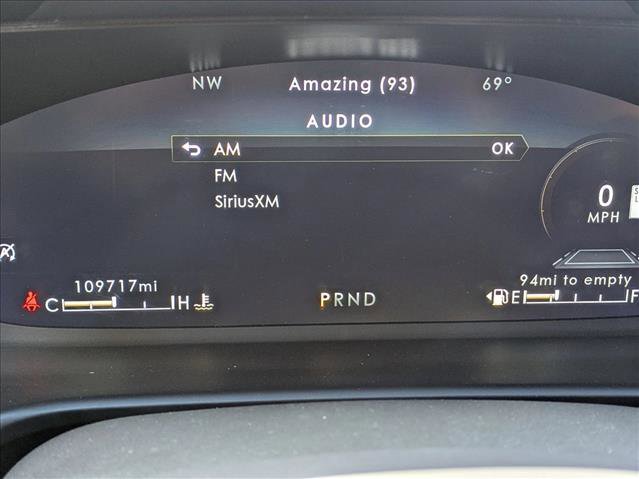 NW Amazing (93) 69°
AUDIO
AM OK
FM
SiriusXM
0
MPH
S
L
A
109717mi 94mi to empty
C H PRND E F